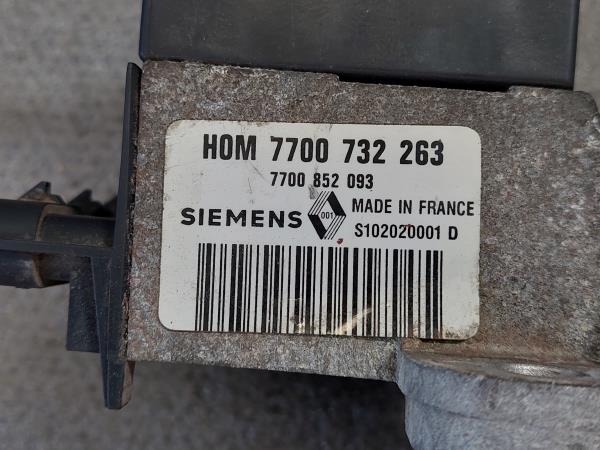 HOM 7700 732 263
7700 852 093
SIEMENS 001 MADE IN FRANCE
S102020001 D